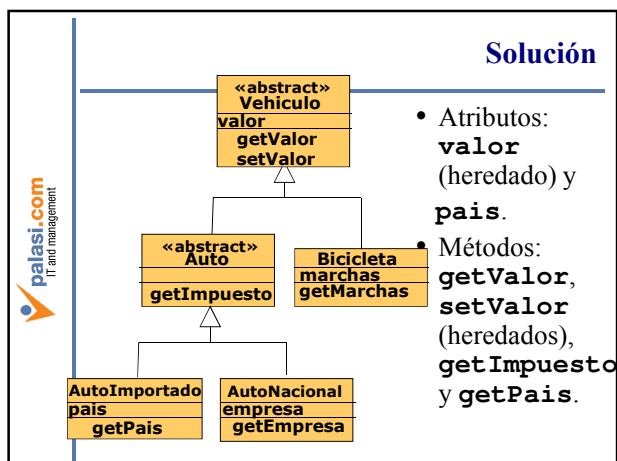 Solución
«abstract»
Vehiculo
valor
getValor
setValor
«abstract»
Auto
getImpuesto
Bicicleta
marchas
getMarchas
AutoImportado
pais
getPais
AutoNacional
empresa
getEmpresa
• Atributos:
valor
(heredado) y
pais.
• Métodos:
getValor,
setValor
(heredados),
getImpuesto
y getPais.
palasi.com
IT and management